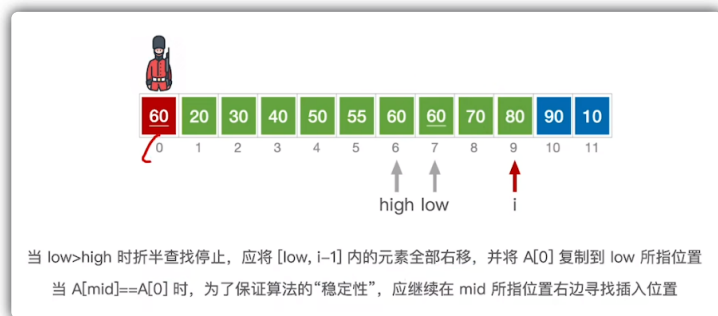 60 20 30 40 50 55 60 60 70 80 90 10
0 1 2 3 4 5 6 7 8 9 10 11
high low i
当 low>high 时折半查找停止，应将 [low, i-1] 内的元素全部右移，并将 A[0] 复制到 low 所指位置
当 A[mid]==A[0] 时，为了保证算法的“稳定性”，应继续在 mid 所指位置右边寻找插入位置